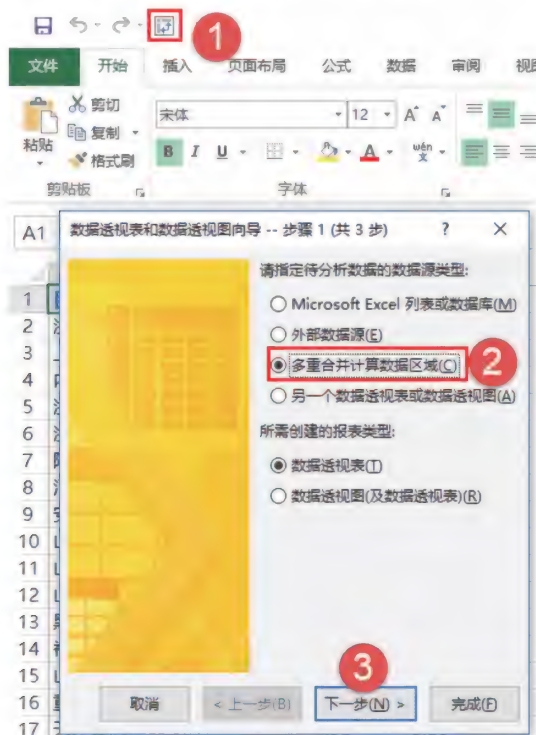 1
文件 开始 插入 页面布局 公式 数据 审阅 视图
剪切
宋体 12 A A
复制
粘贴 格式刷 B I U A wén 文
剪贴板 字体
A1 数据透视表和数据透视图向导 -- 步骤 1 (共 3 步) ? ×
请指定待分析数据的数据源类型:
1 Microsoft Excel 列表或数据库(M)
2 外部数据源(E)
3 多重合并计算数据区域(C) 2
4 另一个数据透视表或数据透视图(A)
5
6 所需创建的报表类型:
7 数据透视表(T)
8 数据透视图(及数据透视表)(R)
9
10
11
12
13
14
3
15
16 取消 < 上一步(B) 下一步(N) > 完成(F)
17